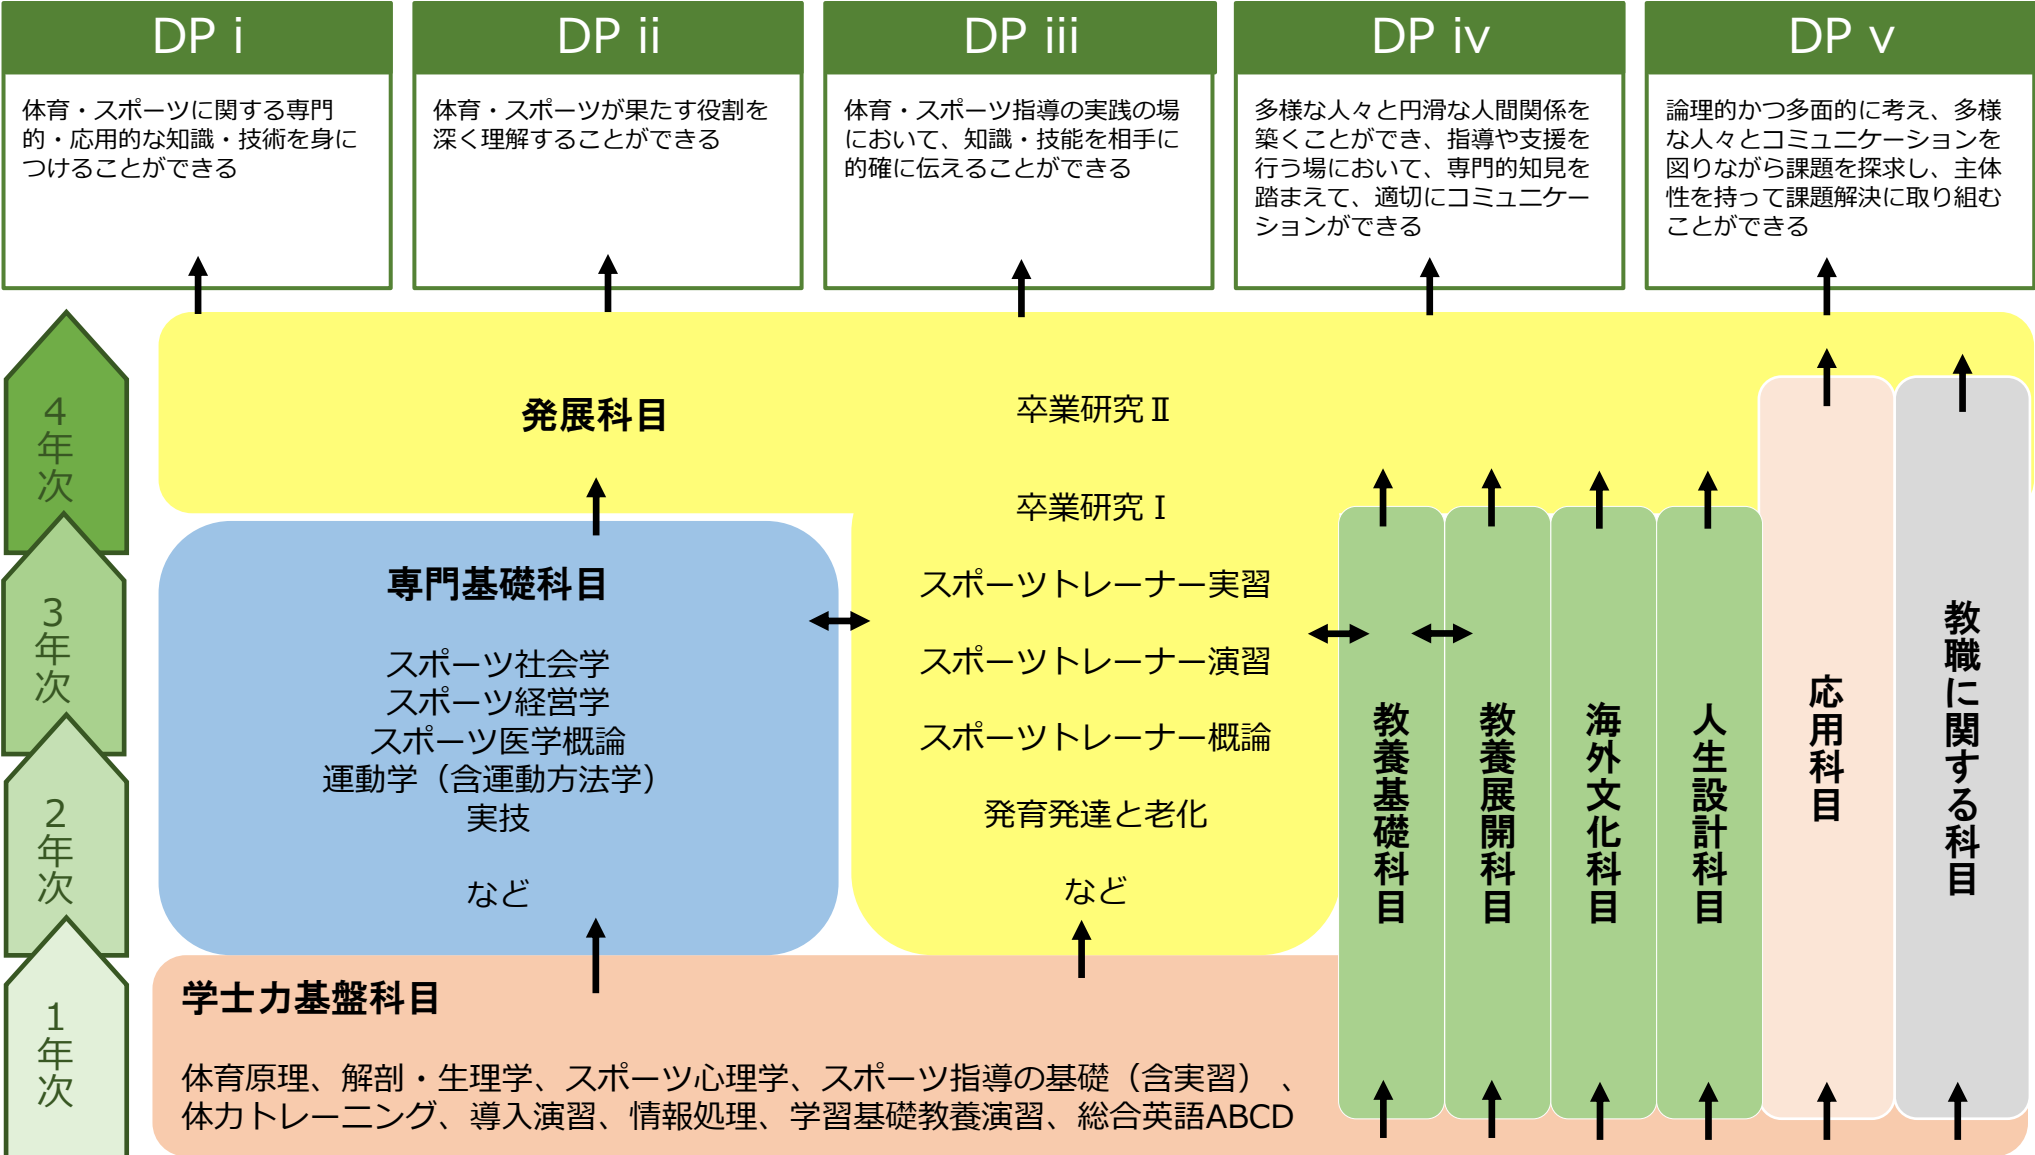 DP i
体育・スポーツに関する専門
的・応用的な知識・技術を身に
つけることができる
DP ii
体育・スポーツが果たす役割を
深く理解することができる
DP iii
体育・スポーツ指導の実践の場
において、知識・技能を相手に
的確に伝えることができる
DP iv
多様な人々と円滑な人間関係を
築くことができ、指導や支援を
行う場において、専門的知見を
踏まえて、適切にコミュニケー
ションができる
DP v
論理的かつ多面的に考え、多様
な人々とコミュニケーションを
図りながら課題を探求し、主体
性を持って課題解決に取り組む
ことができる
4年次
3年次
2年次
1年次
発展科目
卒業研究Ⅱ
卒業研究Ⅰ
スポーツトレーナー実習
スポーツトレーナー演習
スポーツトレーナー概論
発育発達と老化
など
専門基礎科目
スポーツ社会学
スポーツ経営学
スポーツ医学概論
運動学（含運動方法学）
実技
など
教養基礎科目
教養展開科目
海外文化科目
人生設計科目
応用科目
教職に関する科目
学士力基盤科目
体育原理、解剖・生理学、スポーツ心理学、スポーツ指導の基礎（含実習）、
体力トレーニング、導入演習、情報処理、学習基礎教養演習、総合英語ABCD